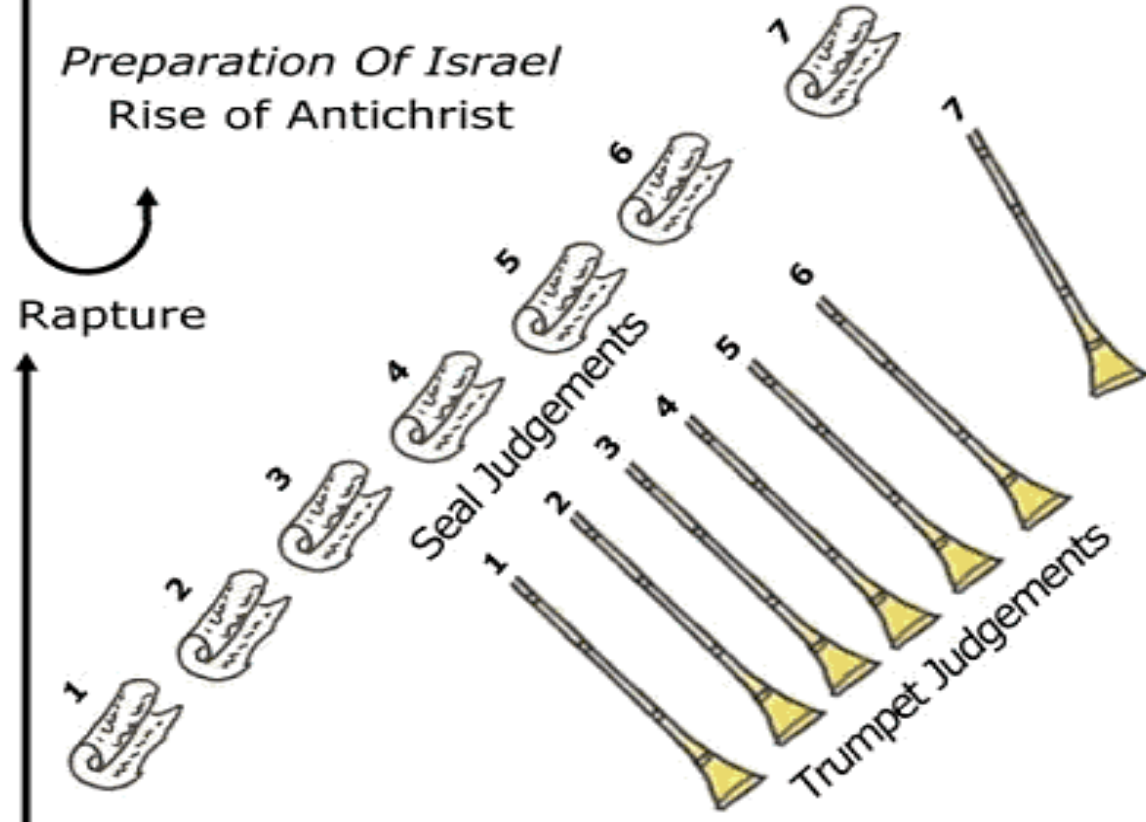 Preparation Of Israel
Rise of Antichrist
Rapture
1
2
3
4
5
6
7
Seal Judgements
1
2
3
4
5
6
7
Trumpet Judgements